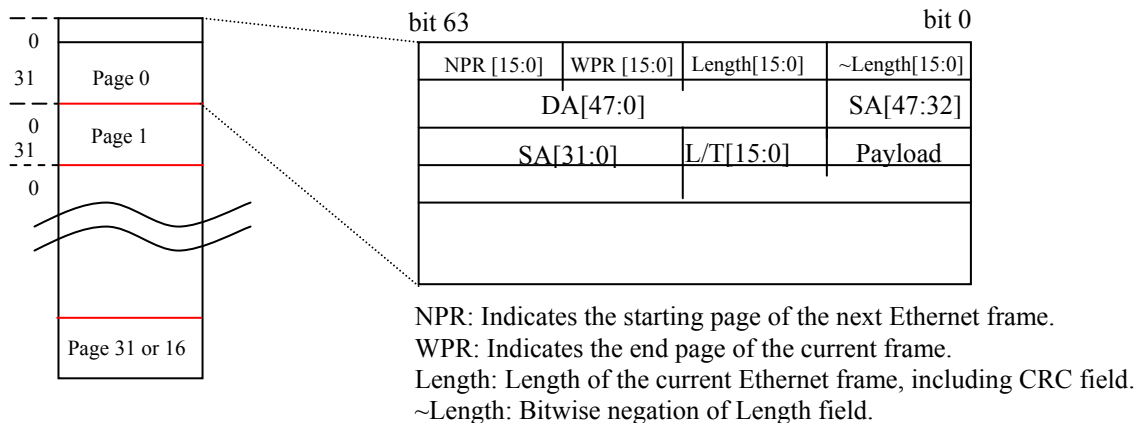 bit 63 bit 0
0
31
Page 0
0
31
Page 1
0
Page 31 or 16
NPR [15:0] WPR [15:0] Length[15:0] ~Length[15:0]
DA[47:0] SA[47:32]
SA[31:0] L/T[15:0] Payload
NPR: Indicates the starting page of the next Ethernet frame.
WPR: Indicates the end page of the current frame.
Length: Length of the current Ethernet frame, including CRC field.
~Length: Bitwise negation of Length field.